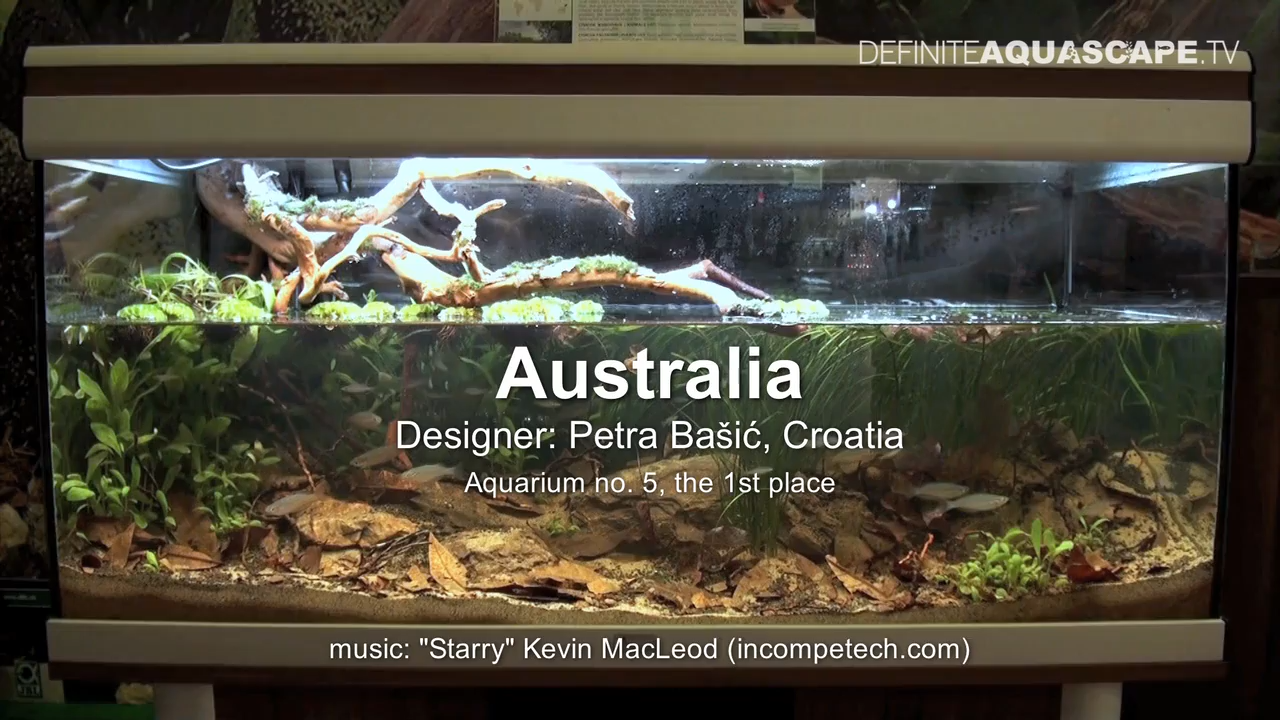 DEFINITEAQUASCAPE.TV
Australia
Designer: Petra Bašić, Croatia
Aquarium no. 5, the 1st place
music: "Starry" Kevin MacLeod (incompetech.com)
JBL